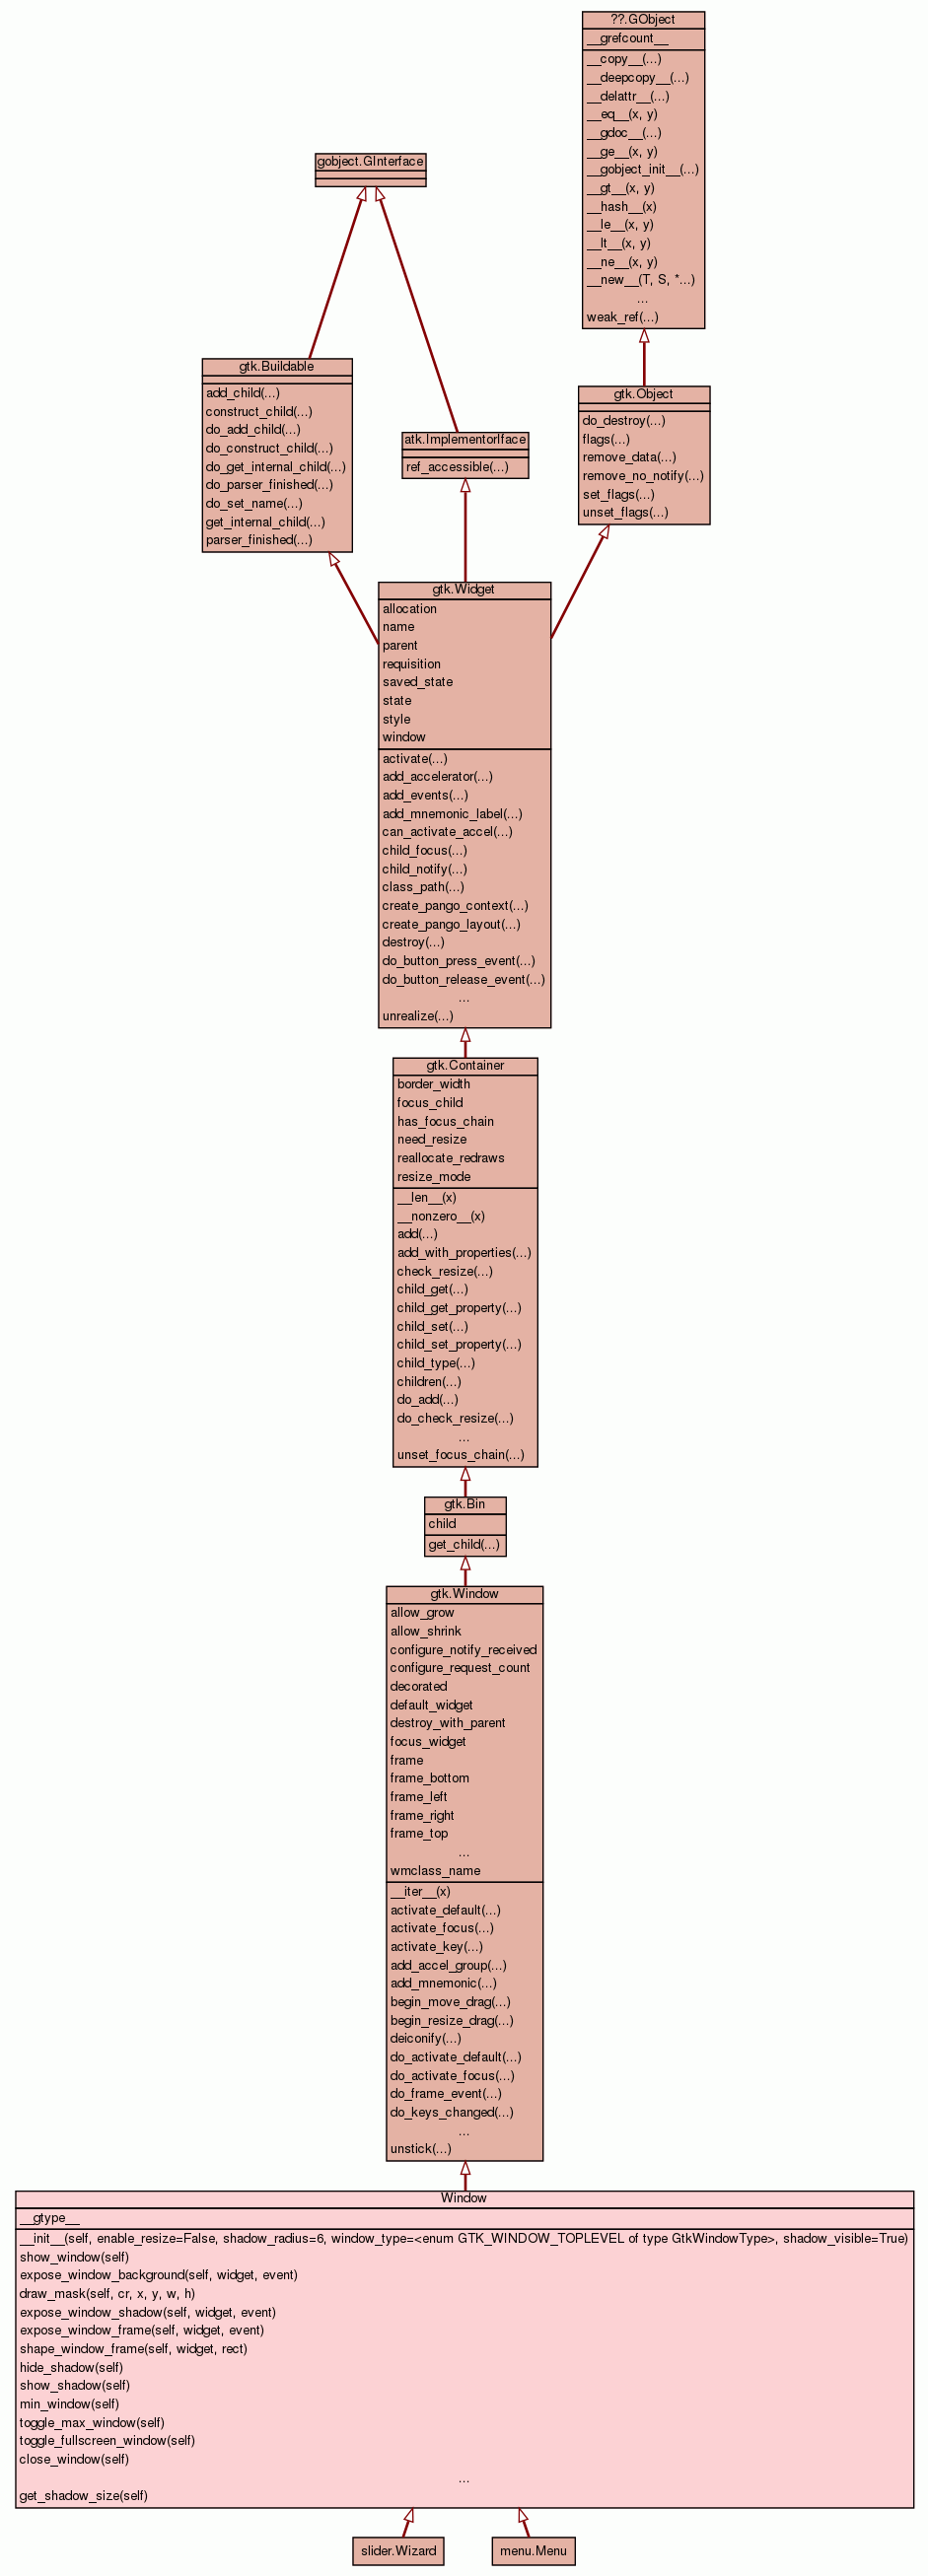 ??.GObject
__grefcount__
__copy__(...)
__deepcopy__(...)
__delattr__(...)
__eq__(x, y)
__gdoc__(...)
__ge__(x, y)
__gobject_init__(...)
__gt__(x, y)
__hash__(x)
__le__(x, y)
__lt__(x, y)
__ne__(x, y)
__new__(T, S, *...)
...
weak_ref(...)
gobject.GInterface
gtk.Buildable
add_child(...)
construct_child(...)
do_add_child(...)
do_construct_child(...)
do_get_internal_child(...)
do_parser_finished(...)
do_set_name(...)
get_internal_child(...)
parser_finished(...)
atk.ImplementorIface
ref_accessible(...)
gtk.Object
do_destroy(...)
flags(...)
remove_data(...)
remove_no_notify(...)
set_flags(...)
unset_flags(...)
gtk.Widget
allocation
name
parent
requisition
saved_state
state
style
window
activate(...)
add_accelerator(...)
add_events(...)
add_mnemonic_label(...)
can_activate_accel(...)
child_focus(...)
child_notify(...)
class_path(...)
create_pango_context(...)
create_pango_layout(...)
destroy(...)
do_button_press_event(...)
do_button_release_event(...)
...
unrealize(...)
gtk.Container
border_width
focus_child
has_focus_chain
need_resize
reallocate_redraws
resize_mode
__len__(x)
__nonzero__(x)
add(...)
add_with_properties(...)
check_resize(...)
child_get(...)
child_get_property(...)
child_set(...)
child_set_property(...)
child_type(...)
children(...)
do_add(...)
do_check_resize(...)
...
unset_focus_chain(...)
gtk.Bin
child
get_child(...)
gtk.Window
allow_grow
allow_shrink
configure_notify_received
configure_request_count
decorated
default_widget
destroy_with_parent
focus_widget
frame
frame_bottom
frame_left
frame_right
frame_top
...
wmclass_name
__iter__(x)
activate_default(...)
activate_focus(...)
activate_key(...)
add_accel_group(...)
add_mnemonic(...)
begin_move_drag(...)
begin_resize_drag(...)
deiconify(...)
do_activate_default(...)
do_activate_focus(...)
do_frame_event(...)
do_keys_changed(...)
...
unstick(...)
Window
__gtype__
__init__(self, enable_resize=False, shadow_radius=6, window_type=<enum GTK_WINDOW_TOPLEVEL of type GtkWindowType>, shadow_visible=True)
show_window(self)
expose_window_background(self, widget, event)
draw_mask(self, cr, x, y, w, h)
expose_window_shadow(self, widget, event)
expose_window_frame(self, widget, event)
shape_window_frame(self, widget, rect)
hide_shadow(self)
show_shadow(self)
min_window(self)
toggle_max_window(self)
toggle_fullscreen_window(self)
close_window(self)
...
get_shadow_size(self)
slider.Wizard
menu.Menu